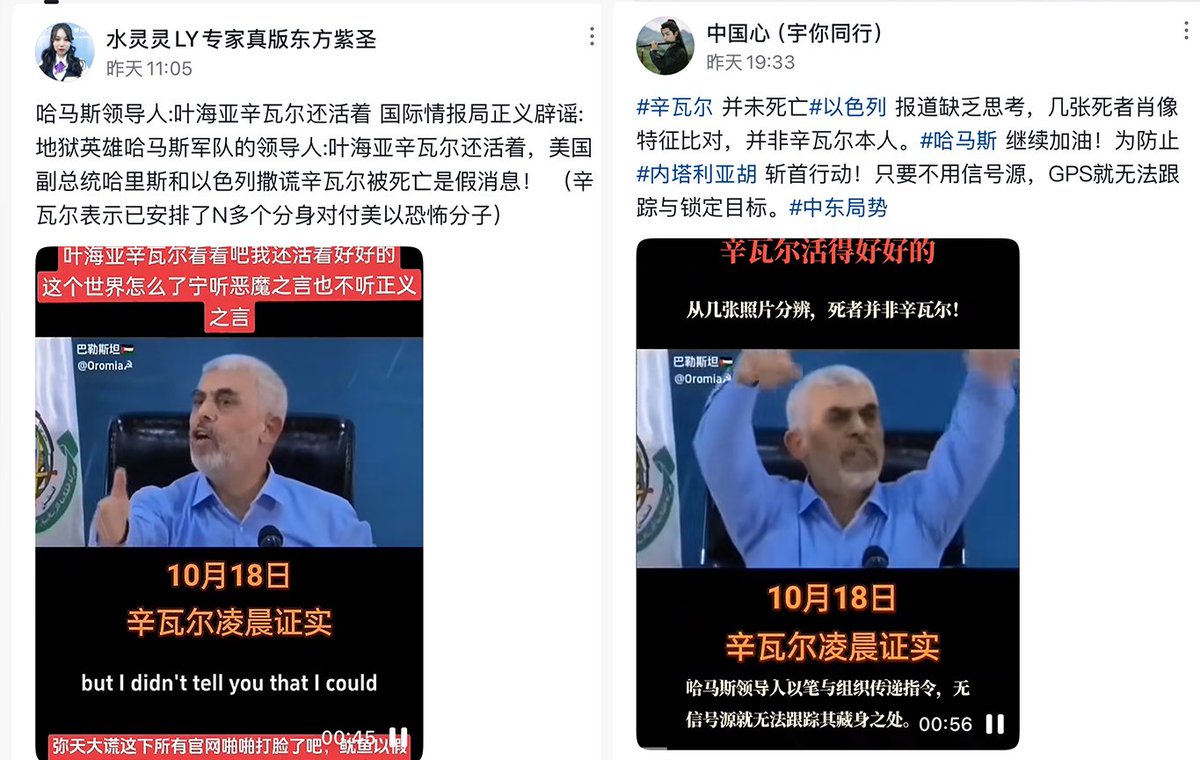 水灵灵LY专家真版东方紫圣
昨天11:05
哈马斯领导人:叶海亚辛瓦尔还活着 国际情报局正义辟谣:
地狱英雄哈马斯军队的领导人:叶海亚辛瓦尔还活着，美国
副总统哈里斯和以色列撒谎辛瓦尔被死亡是假消息！ （辛
瓦尔表示已安排了N多个分身对付美以恐怖分子）
叶海亚辛瓦尔看看吧我还活着好好的
这个世界怎么了宁听恶魔之言也不听正义
之言
巴勒斯坦🇵🇸
@Oromia☭
10月18日
辛瓦尔凌晨证实
but I didn't tell you that I could
00:45
弥天大谎这下所有官网啪啪打脸了吧，鱿鱼以假
中国心（宇你同行）
昨天19:33
#辛瓦尔 并未死亡#以色列 报道缺乏思考，几张死者肖像
特征比对，并非辛瓦尔本人。#哈马斯 继续加油！为防止
#内塔利亚胡 斩首行动！只要不用信号源，GPS就无法跟
踪与锁定目标。#中东局势
辛瓦尔活得好好的
从几张照片分辨，死者并非辛瓦尔！
巴勒斯坦🇵🇸
@Oromia☭
10月18日
辛瓦尔凌晨证实
哈马斯领导人以笔与组织传递指令，无
信号源就无法跟踪其藏身之处。
00:56